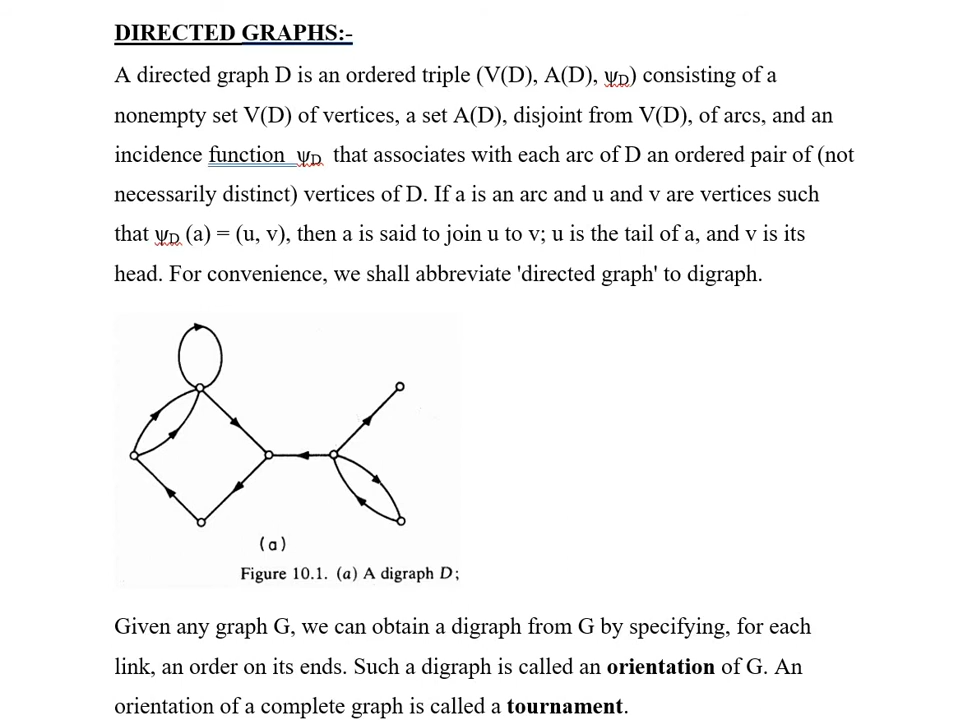 DIRECTED GRAPHS:-
A directed graph D is an ordered triple (V(D), A(D), ψD) consisting of a
nonempty set V(D) of vertices, a set A(D), disjoint from V(D), of arcs, and an
incidence function ψD that associates with each arc of D an ordered pair of (not
necessarily distinct) vertices of D. If a is an arc and u and v are vertices such
that ψD (a) = (u, v), then a is said to join u to v; u is the tail of a, and v is its
head. For convenience, we shall abbreviate 'directed graph' to digraph.
(a)
Figure 10.1. (a) A digraph D;
Given any graph G, we can obtain a digraph from G by specifying, for each
link, an order on its ends. Such a digraph is called an orientation of G. An
orientation of a complete graph is called a tournament.